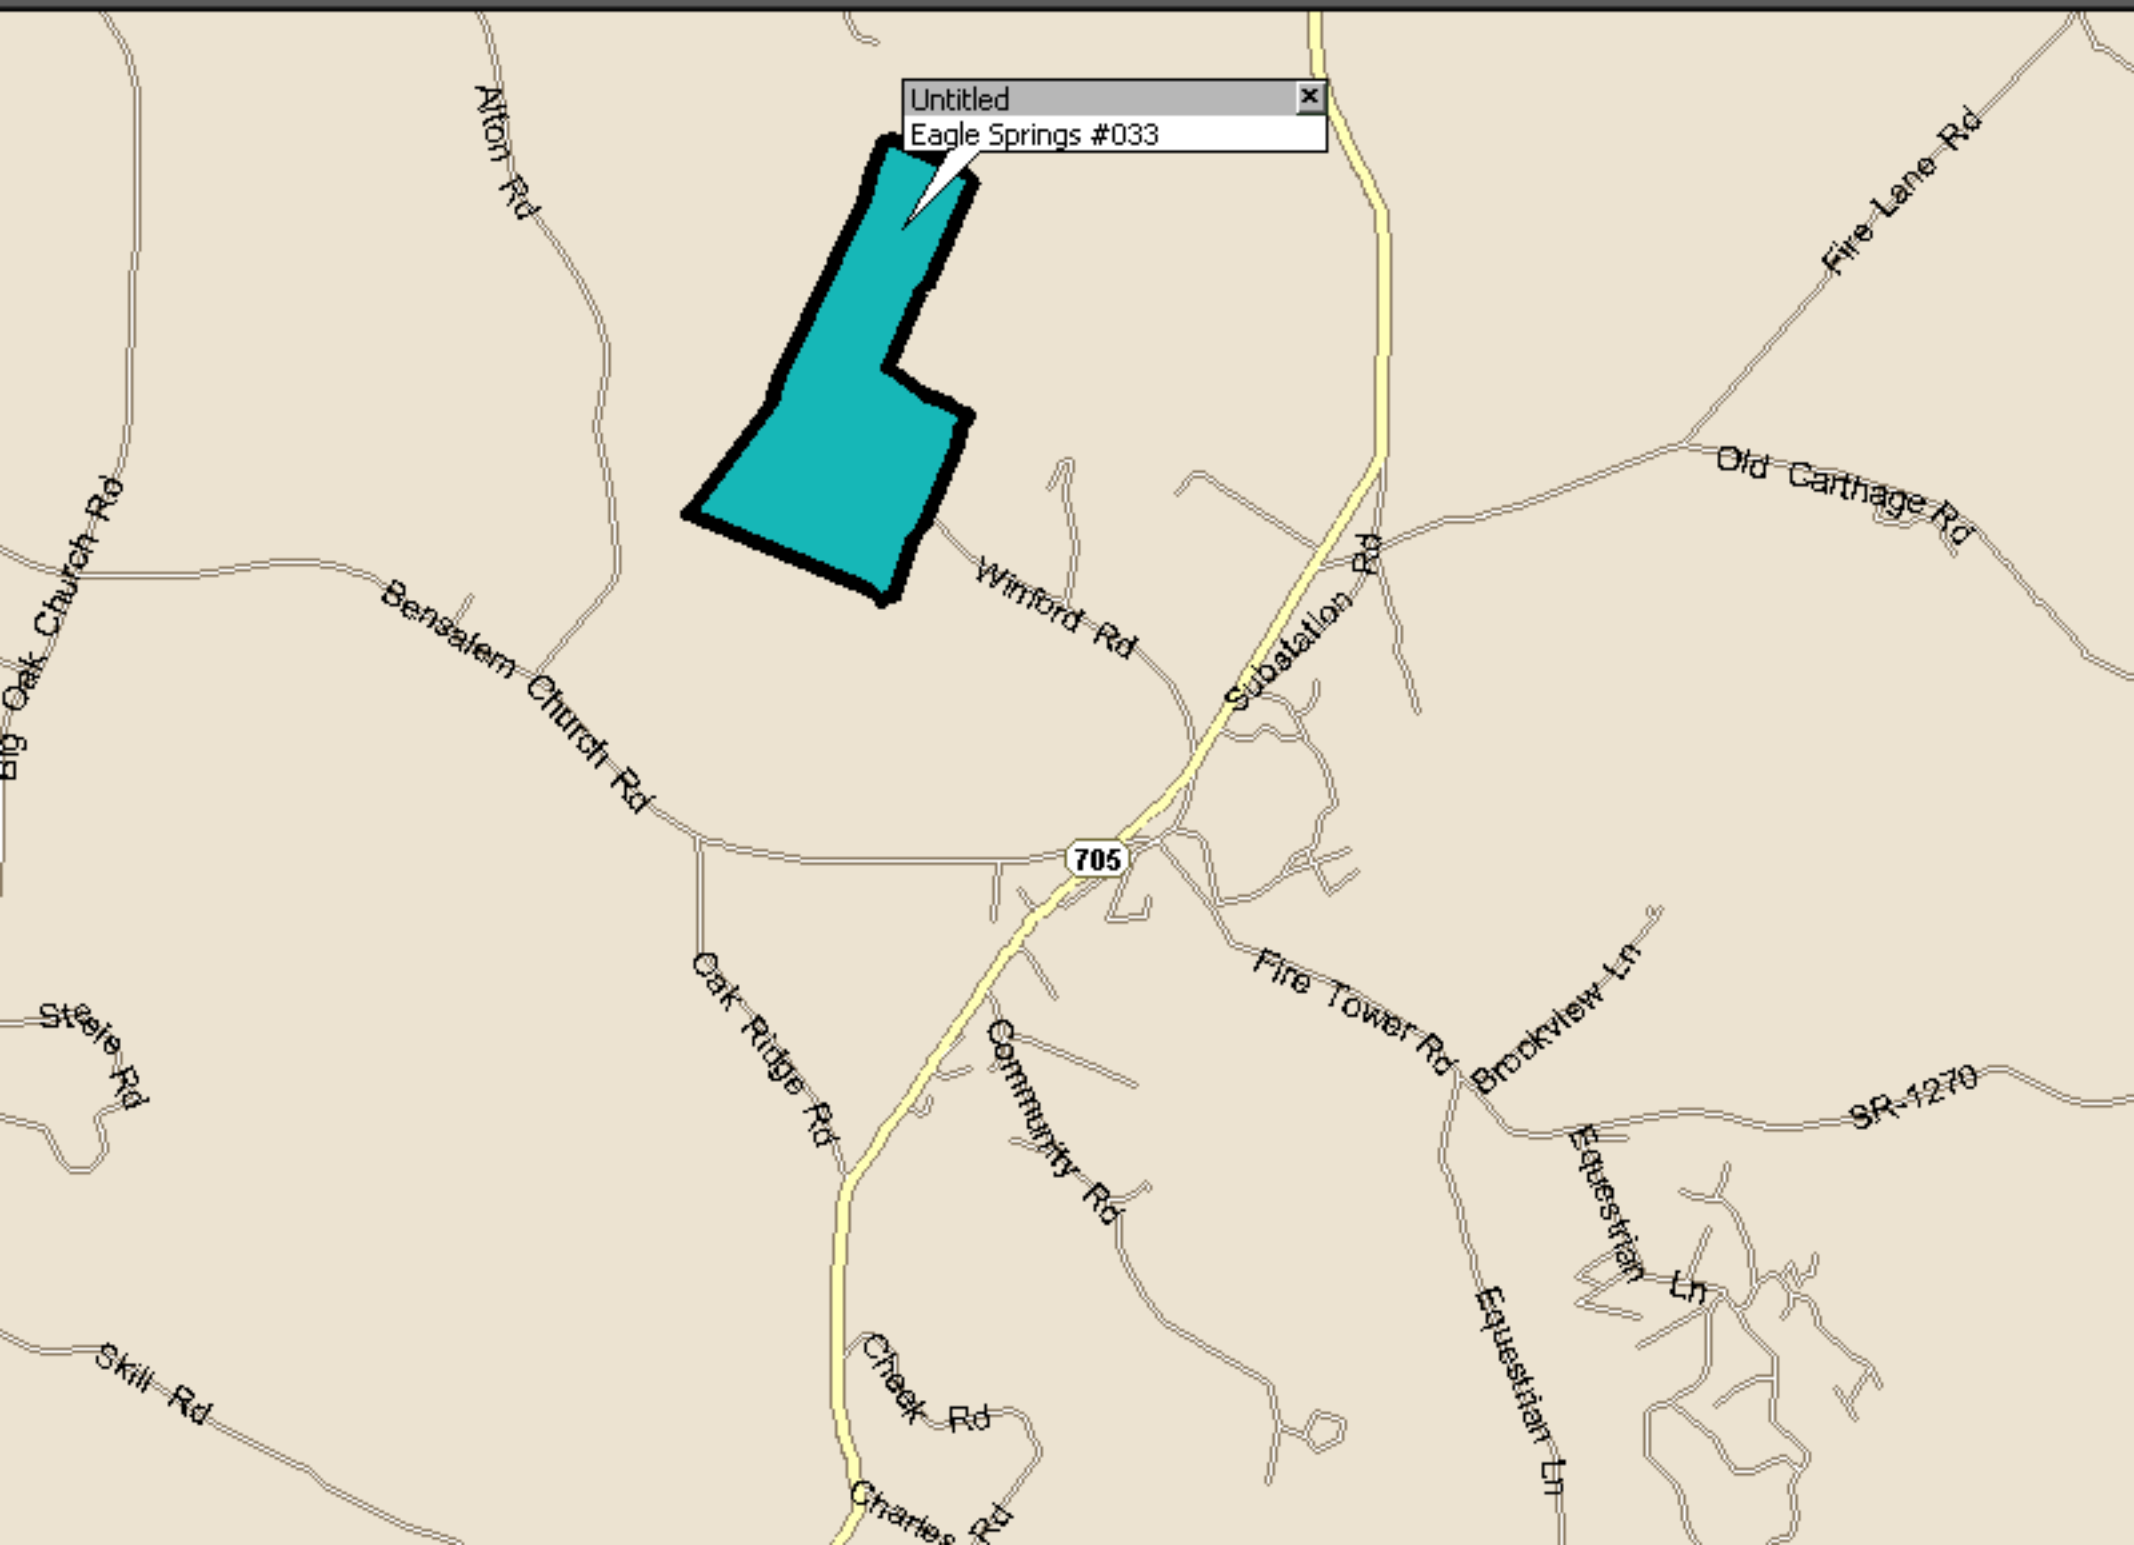 Untitled
Eagle Springs #033
Alton Rd
Fire Lane Rd
Old Carthage Rd
Big Oak Church Rd
Bensalem Church Rd
Wimford Rd
Substation Rd
705
Fire Tower Rd
Brookview Ln
Oak Ridge Rd
Steele Rd
Community Rd
SR-1270
Equestrian Ln
Equestrian Ln
Skill Rd
Cheek Rd
Charles Rd